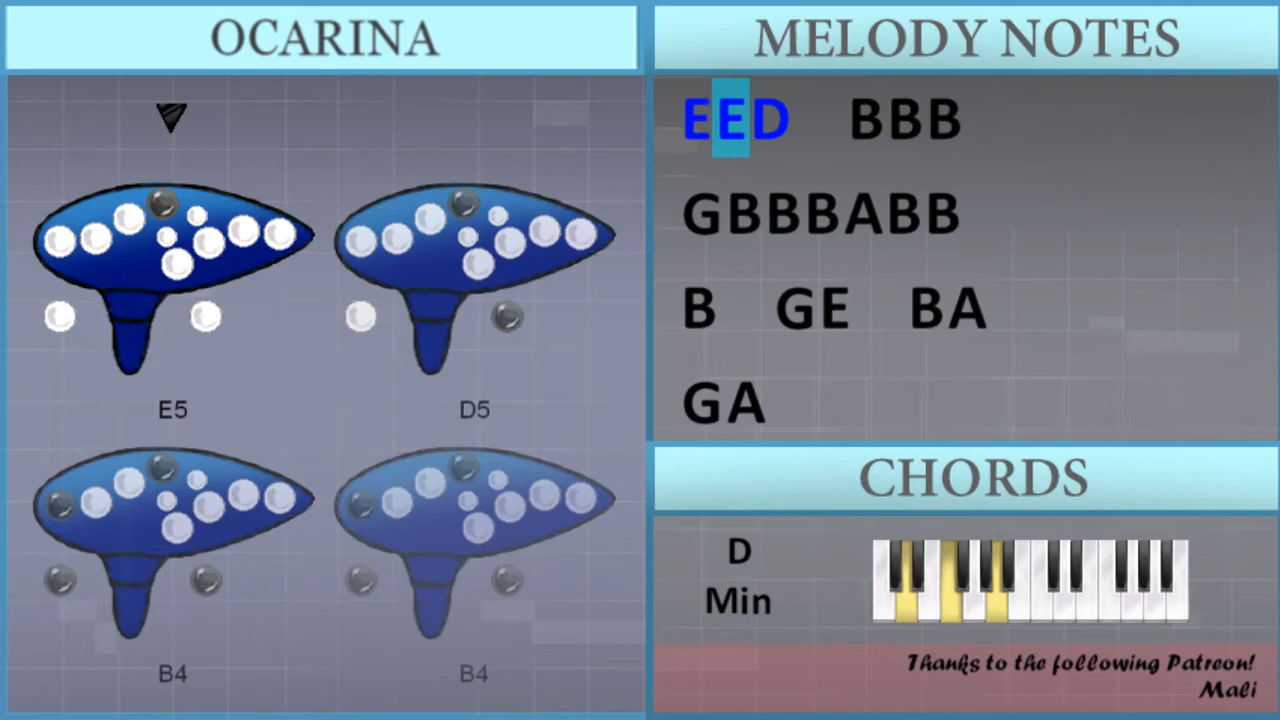 OCARINA
E5
D5
B4
B4
MELODY NOTES
EED BBB
GBBBABB
B GE BA
GA
CHORDS
D
Min
Thanks to the following Patreon!
Mali